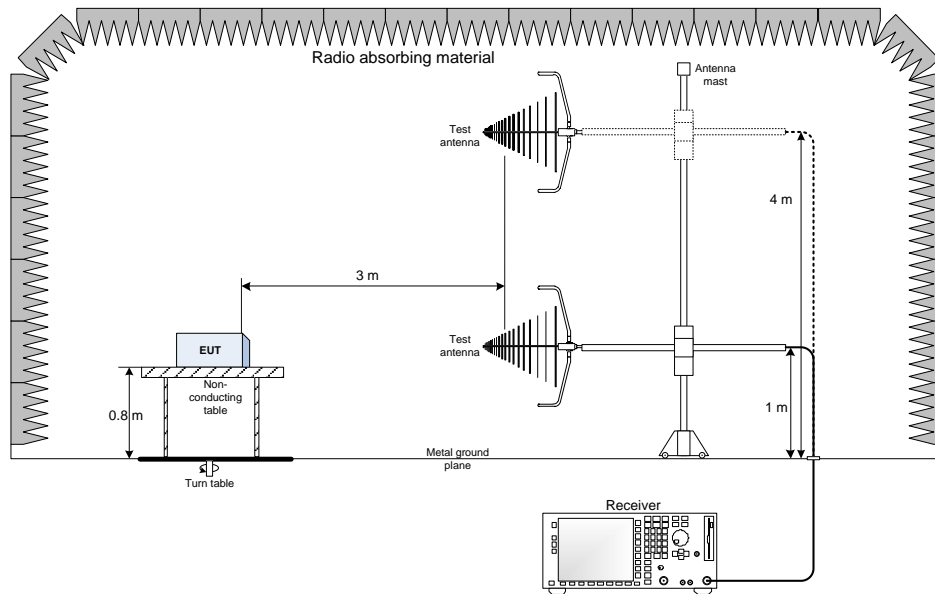 Radio absorbing material
Antenna
mast
Test
antenna
4 m
3 m
Test
antenna
EUT
Non-
conducting
table
0.8 m
1 m
Metal ground
plane
Turn table
Receiver